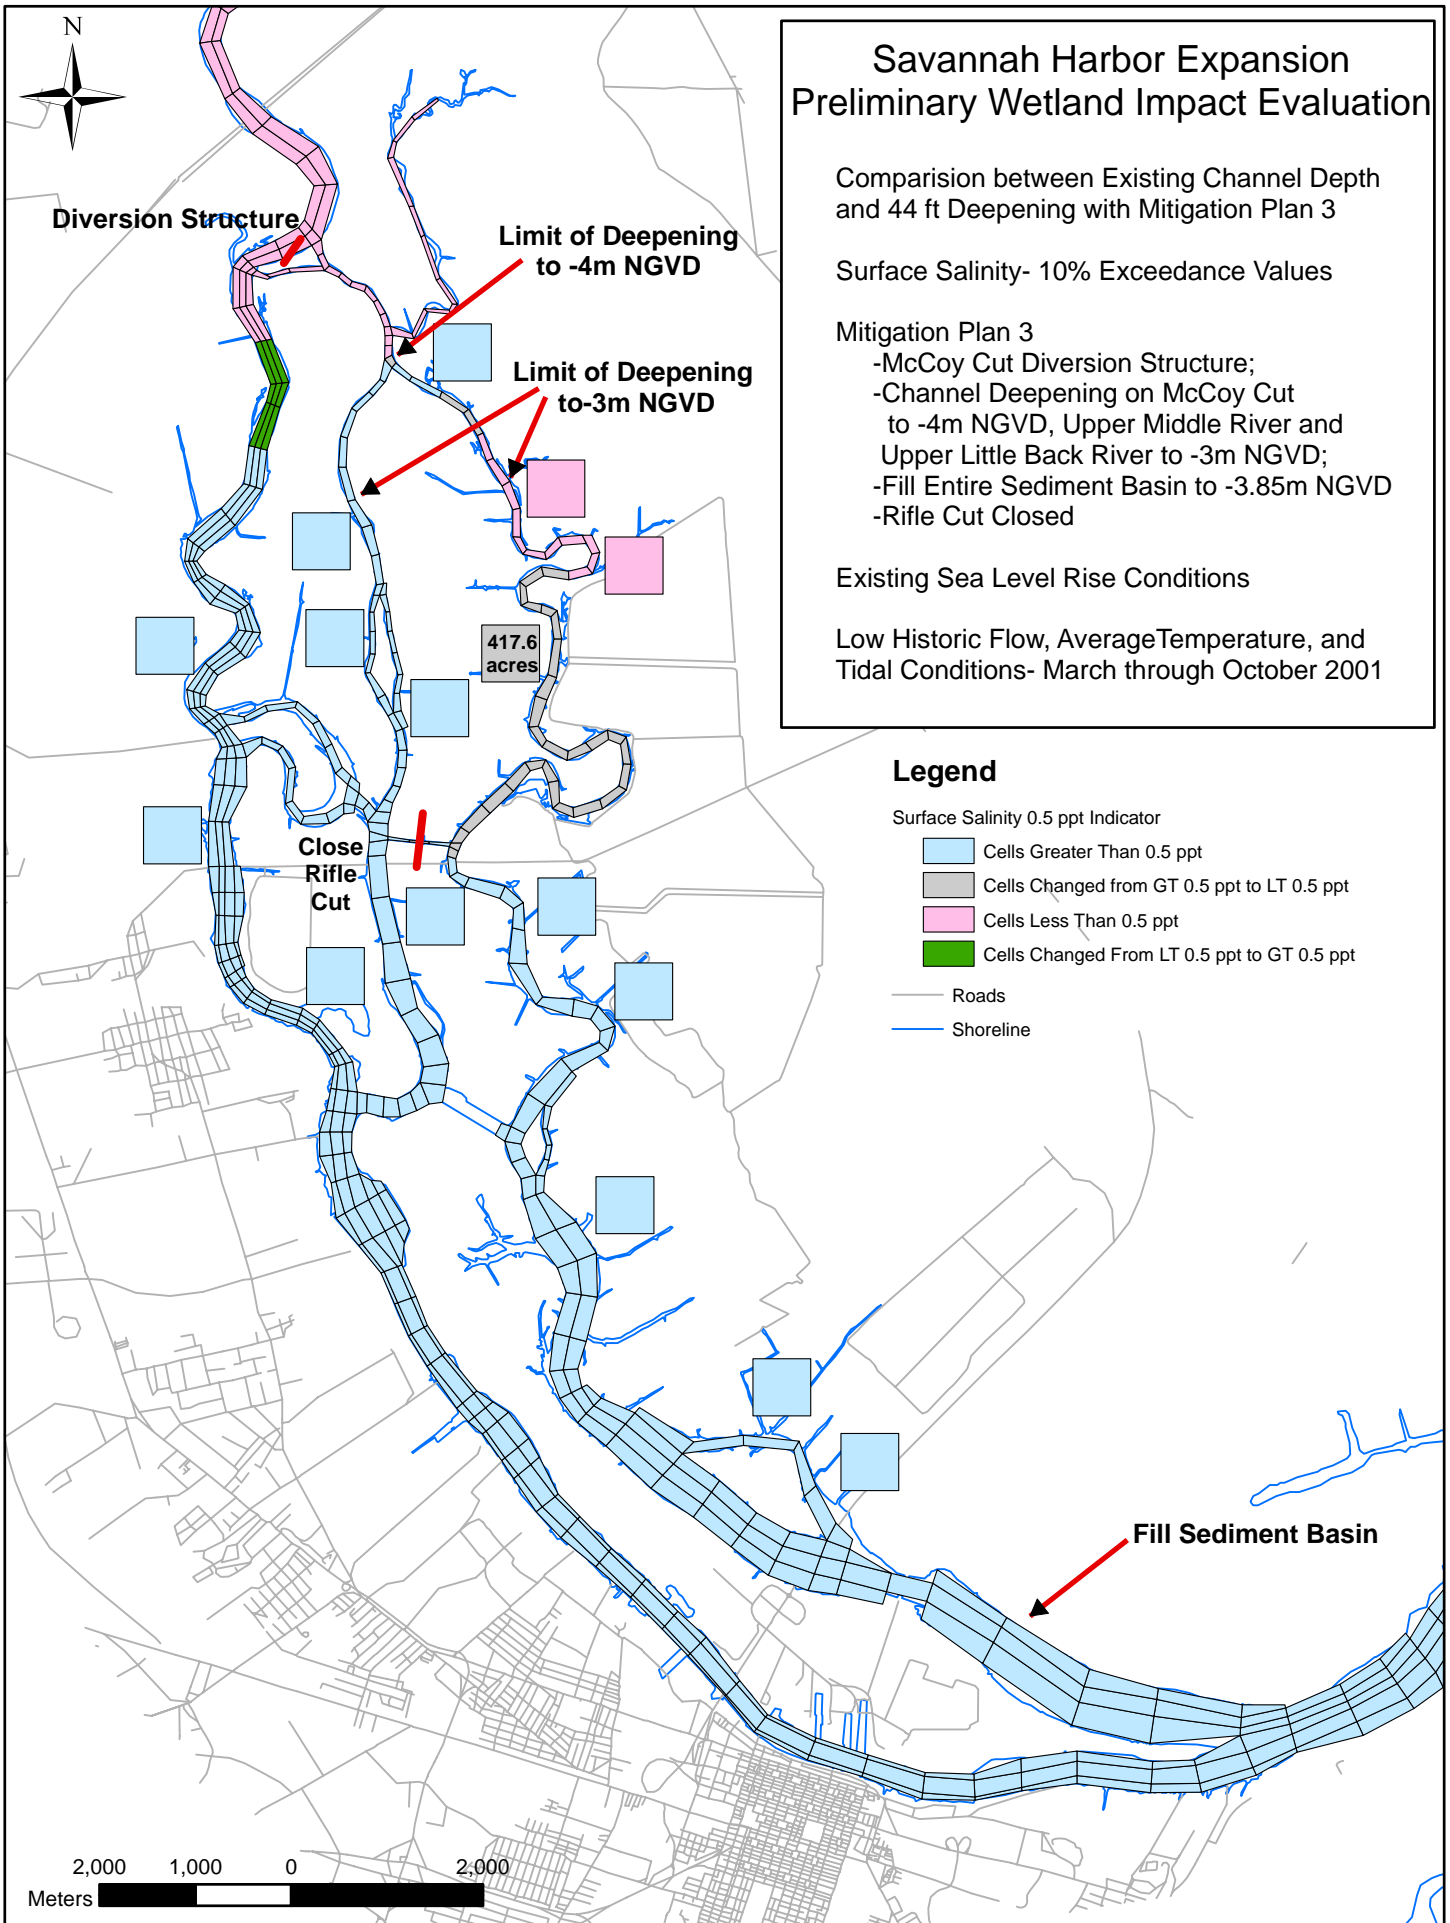 N
Savannah Harbor Expansion
Preliminary Wetland Impact Evaluation
Comparision between Existing Channel Depth
and 44 ft Deepening with Mitigation Plan 3
Surface Salinity- 10% Exceedance Values
Mitigation Plan 3
-McCoy Cut Diversion Structure;
-Channel Deepening on McCoy Cut
to -4m NGVD, Upper Middle River and
Upper Little Back River to -3m NGVD;
-Fill Entire Sediment Basin to -3.85m NGVD
-Rifle Cut Closed
Existing Sea Level Rise Conditions
Low Historic Flow, AverageTemperature, and
Tidal Conditions- March through October 2001
Diversion Structure
Limit of Deepening
to -4m NGVD
Limit of Deepening
to-3m NGVD
417.6
acres
Close
Rifle
Cut
Legend
Surface Salinity 0.5 ppt Indicator
Cells Greater Than 0.5 ppt
Cells Changed from GT 0.5 ppt to LT 0.5 ppt
Cells Less Than 0.5 ppt
Cells Changed From LT 0.5 ppt to GT 0.5 ppt
Roads
Shoreline
Fill Sediment Basin
2,000 1,000 0 2,000
Meters